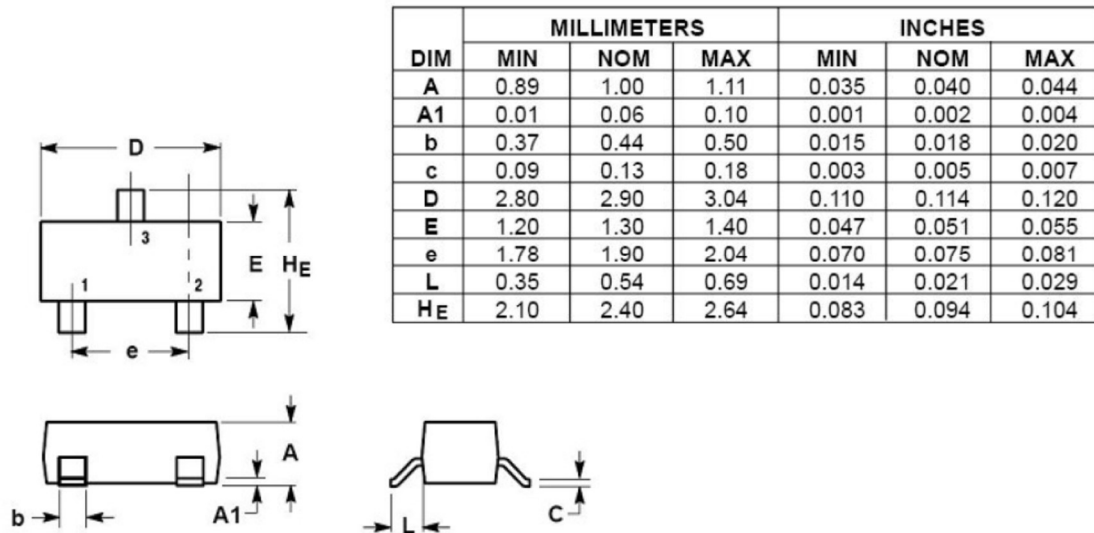 MILLIMETERS INCHES
DIM MIN NOM MAX MIN NOM MAX
A 0.89 1.00 1.11 0.035 0.040 0.044
A1 0.01 0.06 0.10 0.001 0.002 0.004
b 0.37 0.44 0.50 0.015 0.018 0.020
c 0.09 0.13 0.18 0.003 0.005 0.007
D 2.80 2.90 3.04 0.110 0.114 0.120
E 1.20 1.30 1.40 0.047 0.051 0.055
e 1.78 1.90 2.04 0.070 0.075 0.081
L 0.35 0.54 0.69 0.014 0.021 0.029
HE 2.10 2.40 2.64 0.083 0.094 0.104
D
3
E HE
1 2
e
A
b A1
L C